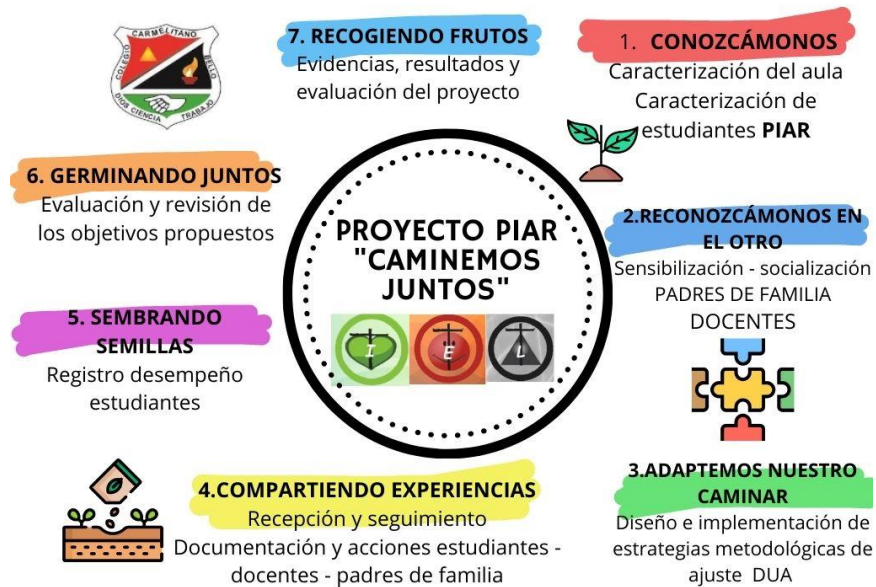 COLEGIO CARMELITANO BELLO
DIOS CIENCIA TRABAJO
7. RECOGIENDO FRUTOS
Evidencias, resultados y
evaluación del proyecto
1. CONOZCÁMONOS
Caracterización del aula
Caracterización de
estudiantes PIAR
6. GERMINANDO JUNTOS
Evaluación y revisión de
los objetivos propuestos
PROYECTO PIAR
"CAMINEMOS
JUNTOS"
I E L
2.RECONOZCÁMONOS EN
EL OTRO
Sensibilización - socialización
PADRES DE FAMILIA
DOCENTES
5. SEMBRANDO
SEMILLAS
Registro desempeño
estudiantes
4.COMPARTIENDO EXPERIENCIAS
Recepción y seguimiento
Documentación y acciones estudiantes -
docentes - padres de familia
3.ADAPTEMOS NUESTRO
CAMINAR
Diseño e implementación de
estrategias metodológicas de
ajuste DUA